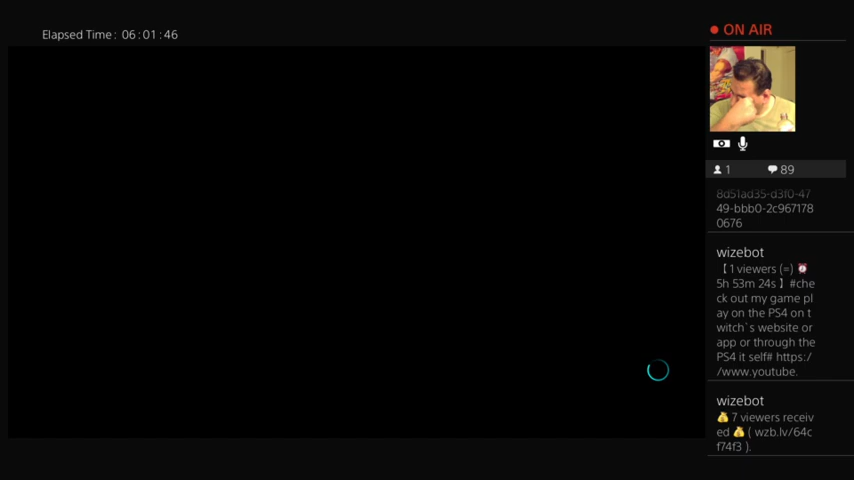 Elapsed Time: 06:01:46
ON AIR
1 89
8d51ad35-d3f0-47
49-bbb0-2c967178
0676
wizebot
【1 viewers (=) ⏰
5h 53m 24s 】#che
ck out my game pl
ay on the PS4 on t
witch`s website or
app or through the
PS4 it self# https:/
/www.youtube.
wizebot
💰 7 viewers receiv
ed 💰 ( wzb.lv/64c
f74f3 ).